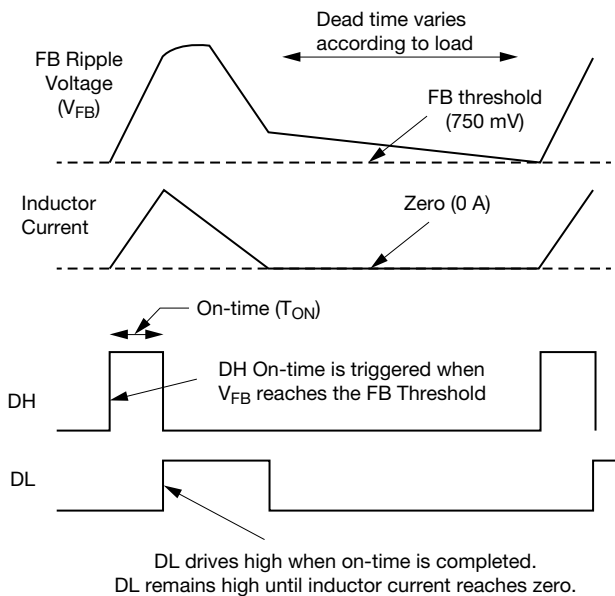 Dead time varies
according to load
FB Ripple
Voltage
(VFB)
FB threshold
(750 mV)
Inductor
Current
Zero (0 A)
On-time (TON)
DH On-time is triggered when
VFB reaches the FB Threshold
DH
DL
DL drives high when on-time is completed.
DL remains high until inductor current reaches zero.